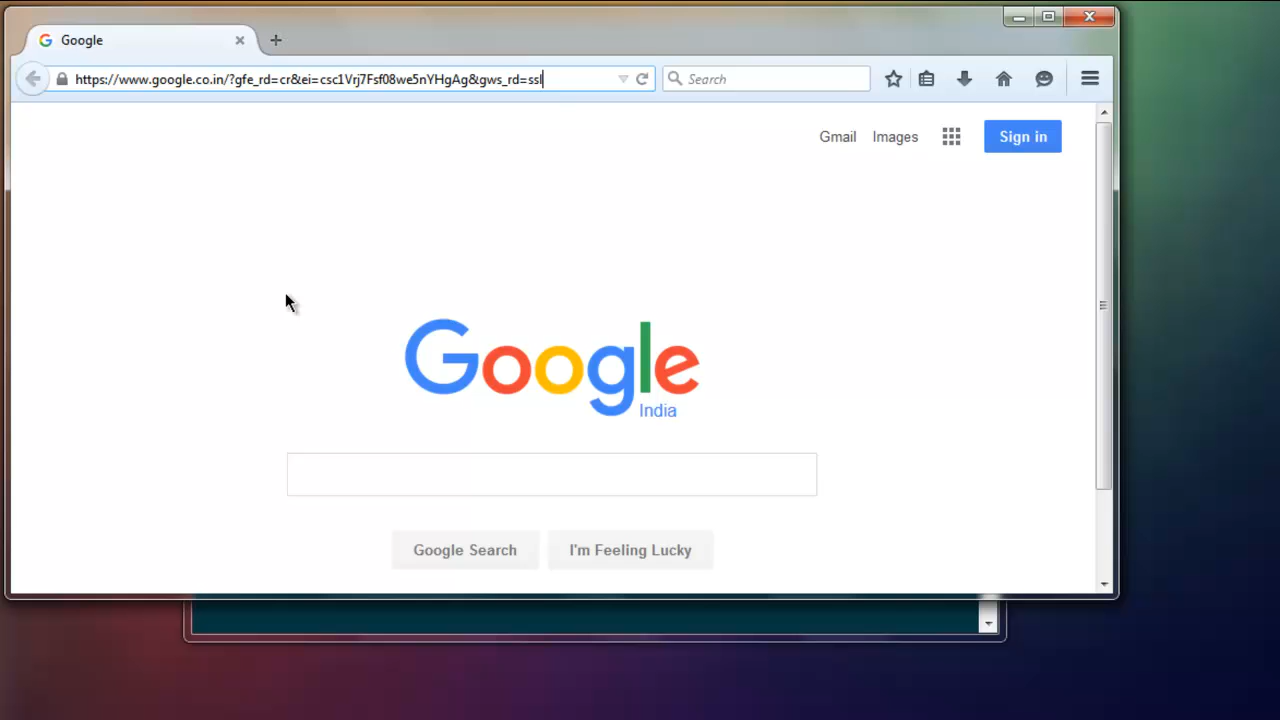 Google
https://www.google.co.in/?gfe_rd=cr&ei=csc1Vrj7Fsf08we5nYHgAg&gws_rd=ssl
Search
Gmail
Images
Sign in
Google
India
Google Search
I'm Feeling Lucky